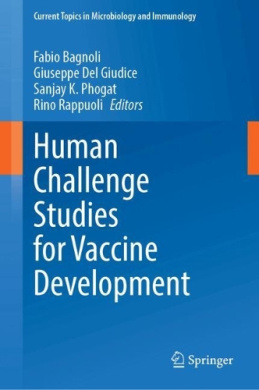 Current Topics in Microbiology and Immunology
Fabio Bagnoli
Giuseppe Del Giudice
Sanjay K. Phogat
Rino Rappuoli Editors
Human
Challenge
Studies
for Vaccine
Development
Springer